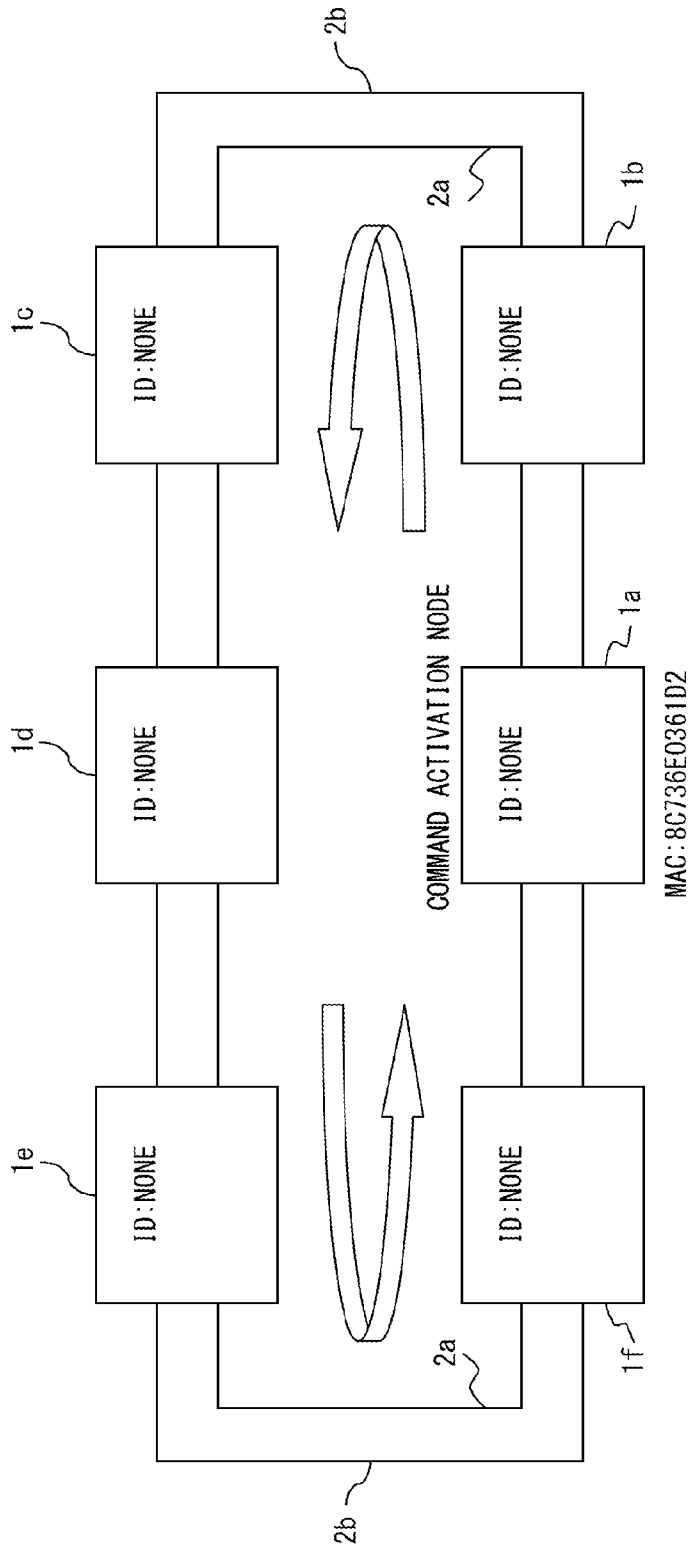 1e
1d
1c
2b
ID:NONE
ID:NONE
ID:NONE
2a
2a
2b
COMMAND ACTIVATION NODE
ID:NONE
ID:NONE
ID:NONE
1f
1a
1b
MAC:8C736E0361D2